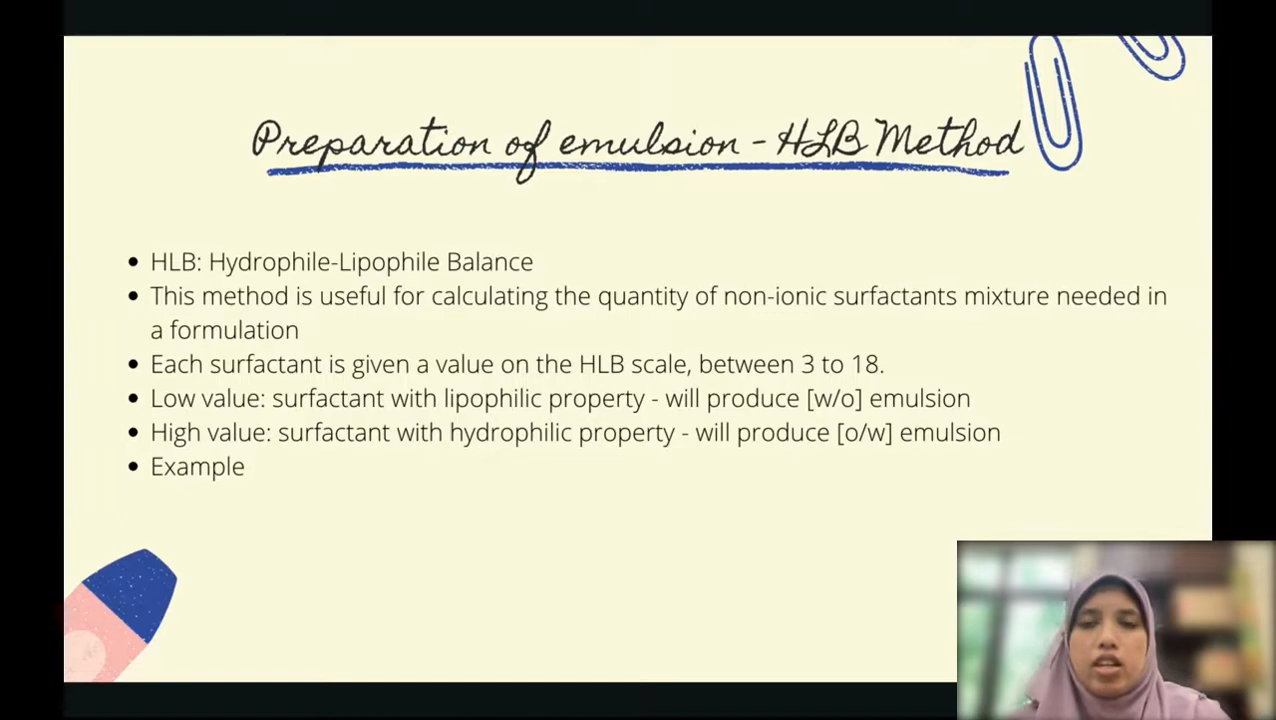 Preparation of emulsion - HLB Method
• HLB: Hydrophile-Lipophile Balance
• This method is useful for calculating the quantity of non-ionic surfactants mixture needed in
a formulation
• Each surfactant is given a value on the HLB scale, between 3 to 18.
• Low value: surfactant with lipophilic property - will produce [w/o] emulsion
• High value: surfactant with hydrophilic property - will produce [o/w] emulsion
• Example